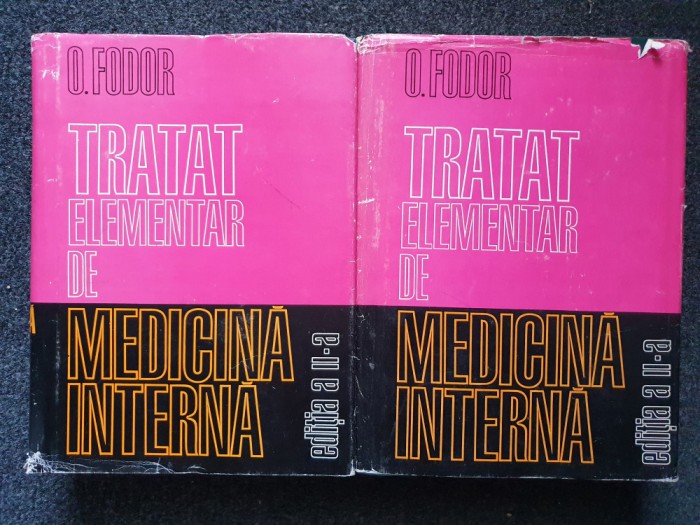 O. FODOR
TRATAT
ELEMENTAR
DE
MEDICINĂ
INTERNĂ
ediția a II-a
O. FODOR
TRATAT
ELEMENTAR
DE
MEDICINĂ
INTERNĂ
ediția a II-a